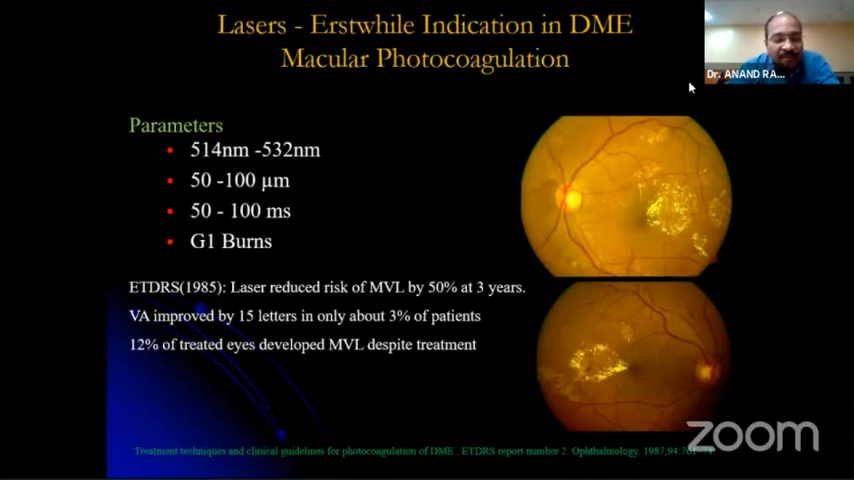 Lasers - Erstwhile Indication in DME
Macular Photocoagulation
Dr. ANAND RA...
Parameters
514nm -532nm
50 -100 µm
50 - 100 ms
G1 Burns
ETDRS(1985): Laser reduced risk of MVL by 50% at 3 years.
VA improved by 15 letters in only about 3% of patients
12% of treated eyes developed MVL despite treatment
zoom
Treatment techniques and clinical guidelines for photocoagulation of DME . ETDRS report number 2. Ophthalmology. 1987;94: